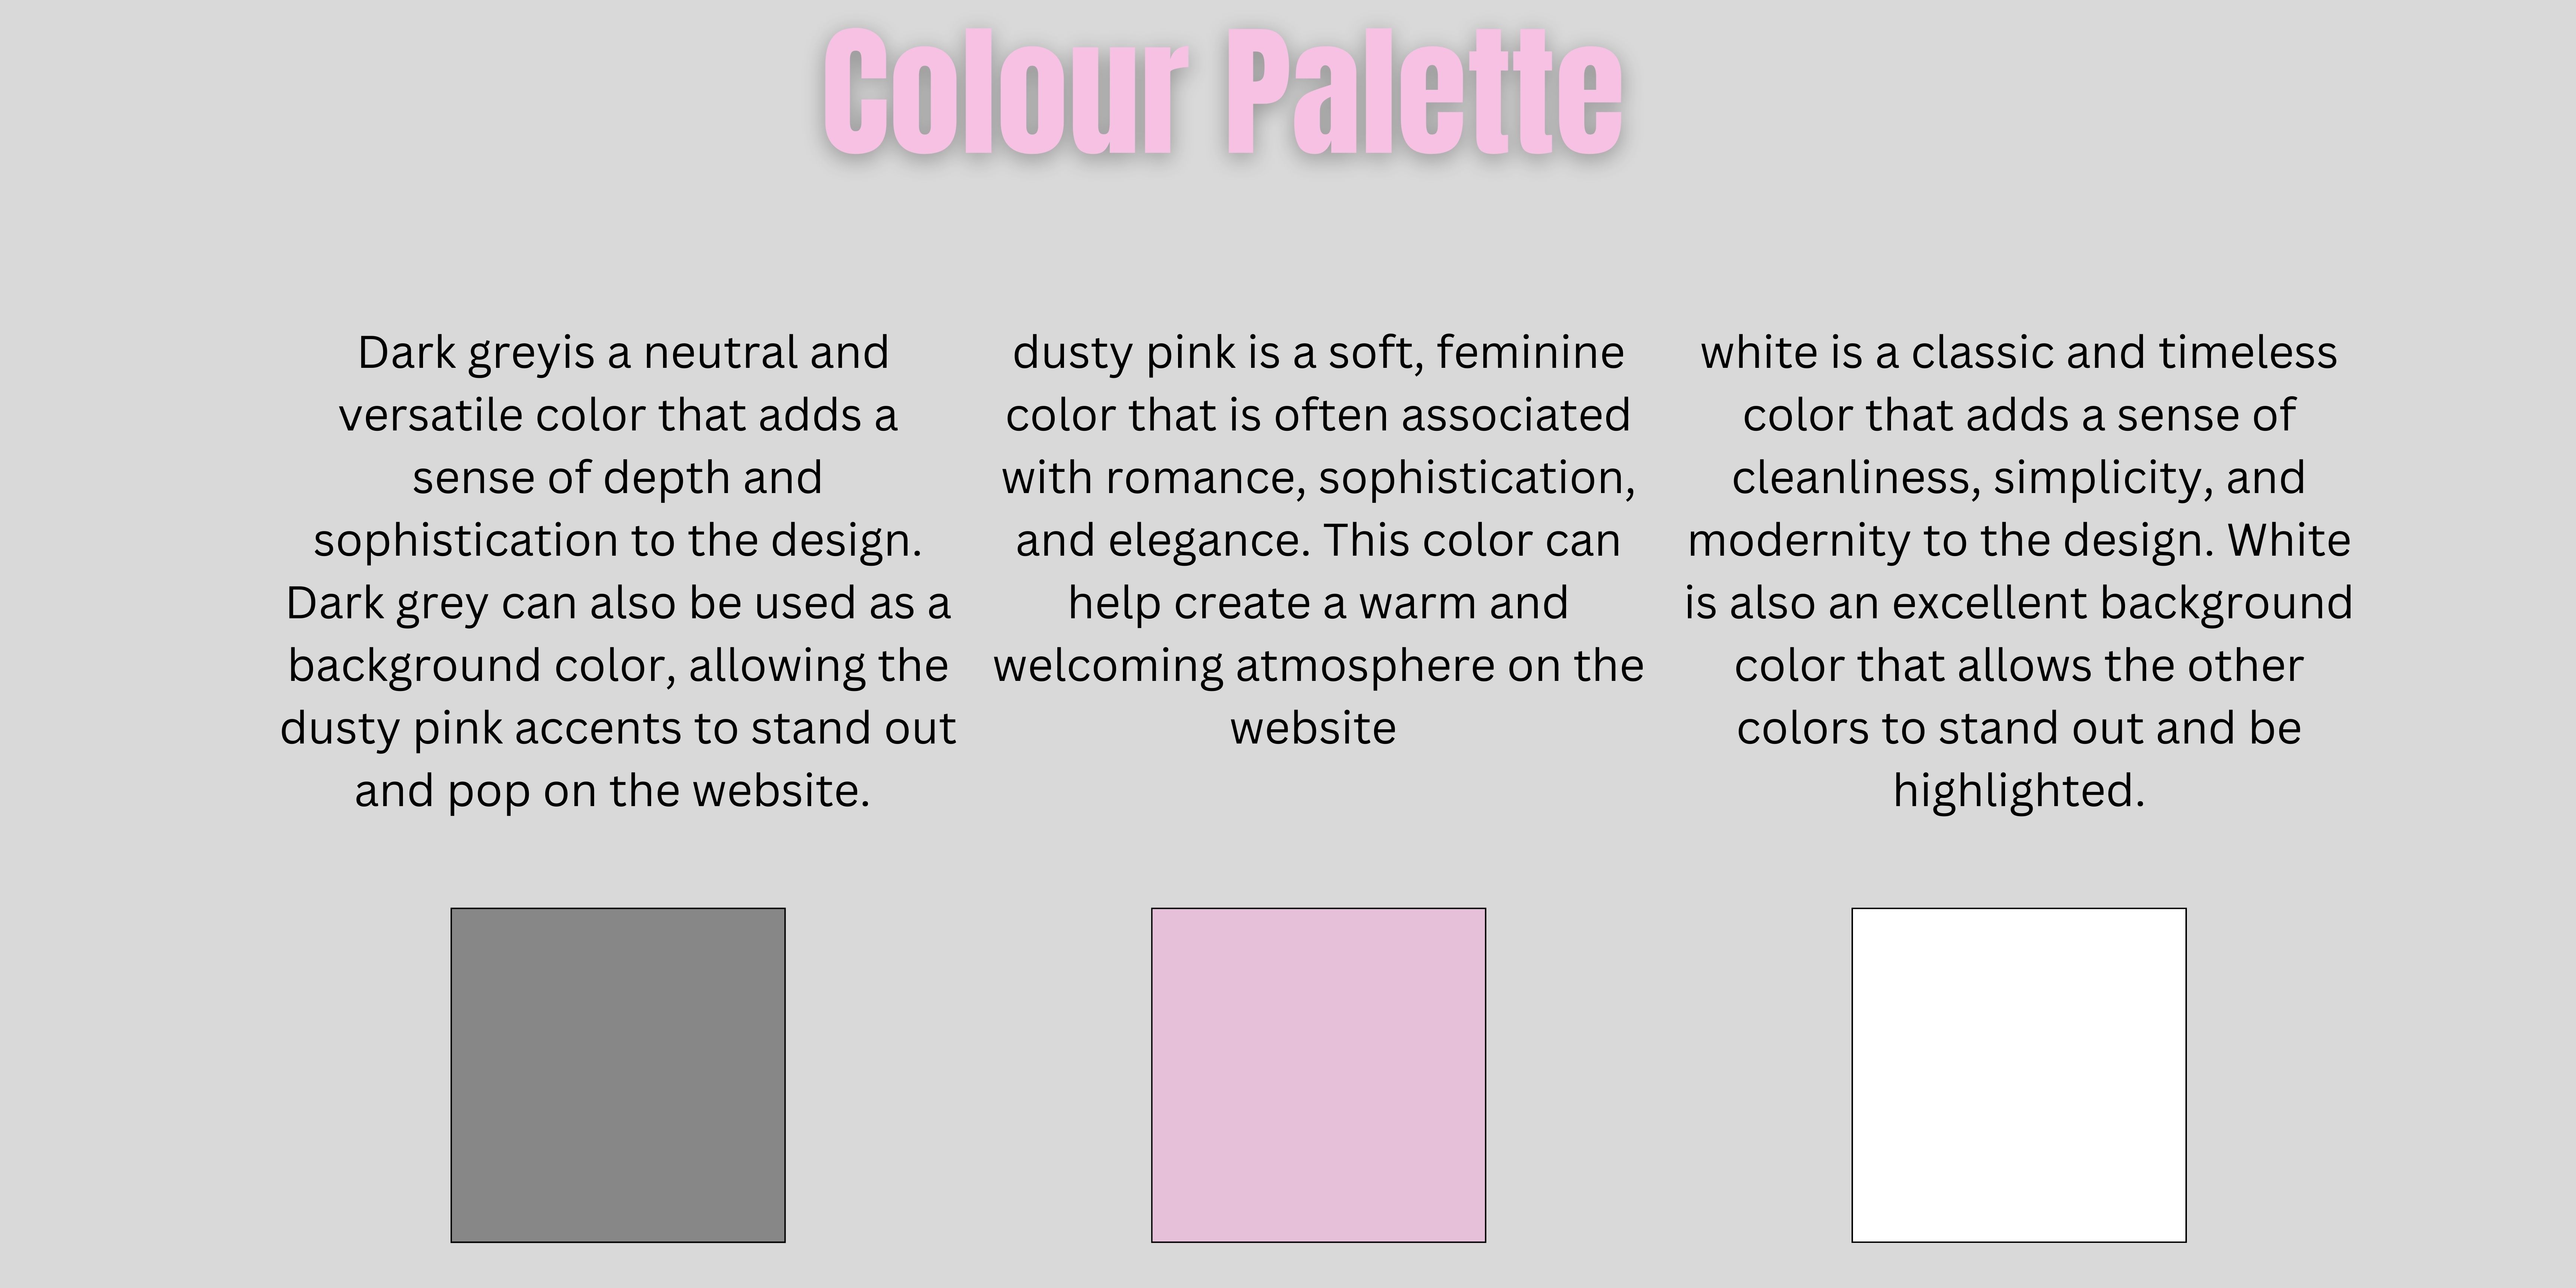 Colour Palette
Dark greyis a neutral and
versatile color that adds a
sense of depth and
sophistication to the design.
Dark grey can also be used as a
background color, allowing the
dusty pink accents to stand out
and pop on the website.
dusty pink is a soft, feminine
color that is often associated
with romance, sophistication,
and elegance. This color can
help create a warm and
welcoming atmosphere on the
website
white is a classic and timeless
color that adds a sense of
cleanliness, simplicity, and
modernity to the design. White
is also an excellent background
color that allows the other
colors to stand out and be
highlighted.